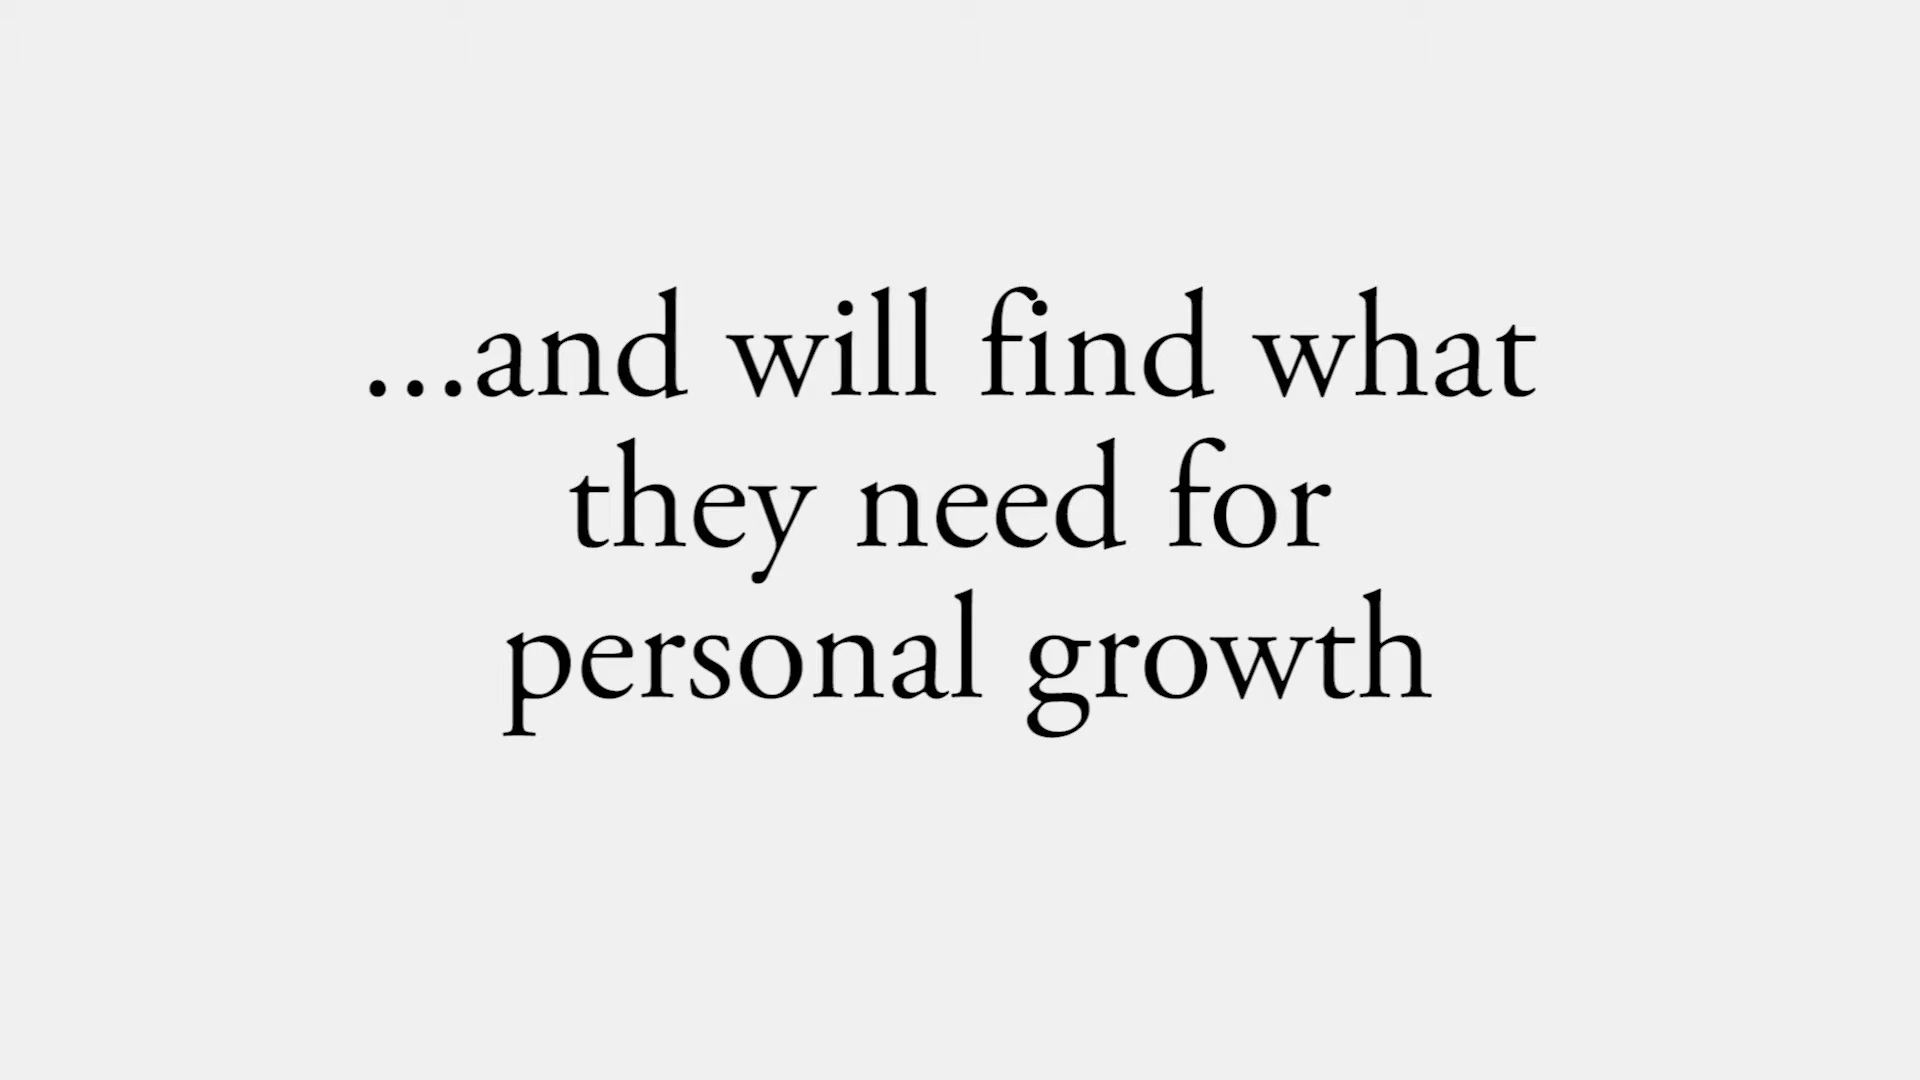 ...and will find what
they need for
personal growth